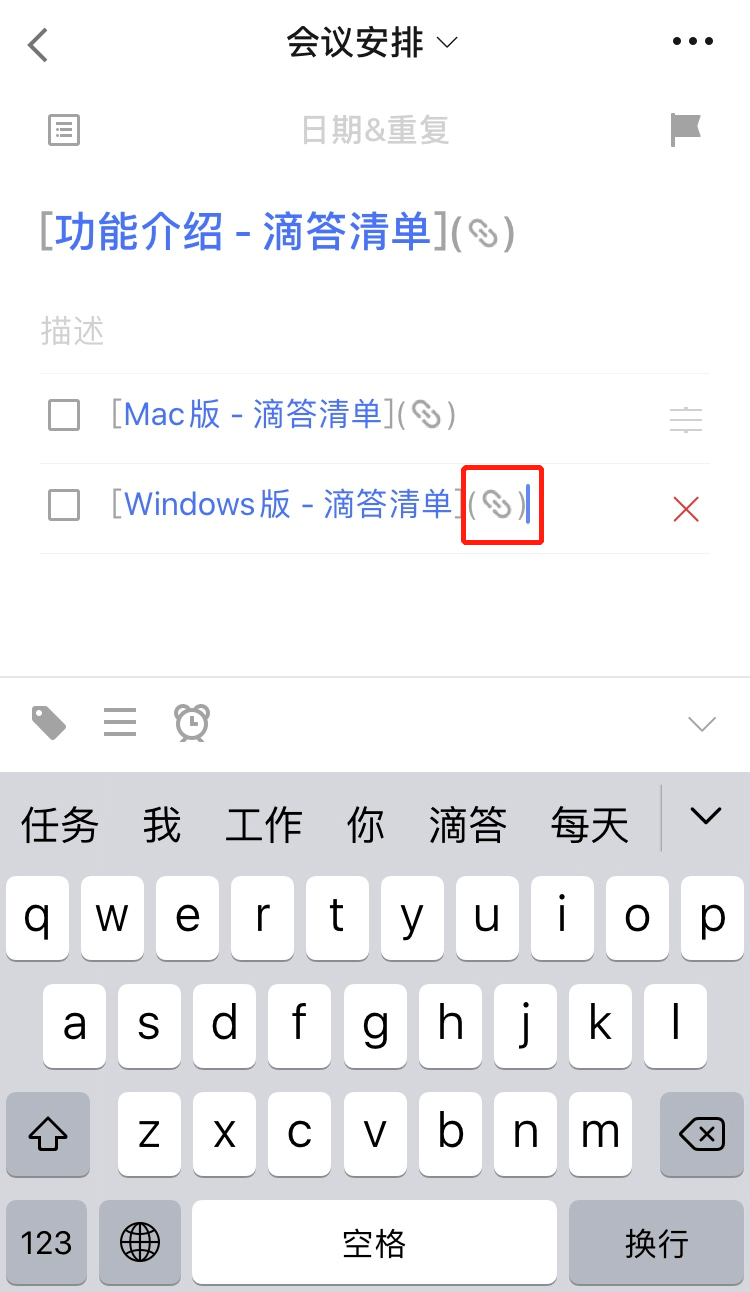 会议安排
日期&重复
[功能介绍 - 滴答清单]()
描述
[Mac版 - 滴答清单]()
[Windows版 - 滴答清单]()
任务 我 工作 你 滴答 每天
q w e r t y u i o p
a s d f g h j k l
z x c v b n m
123 空格 换行